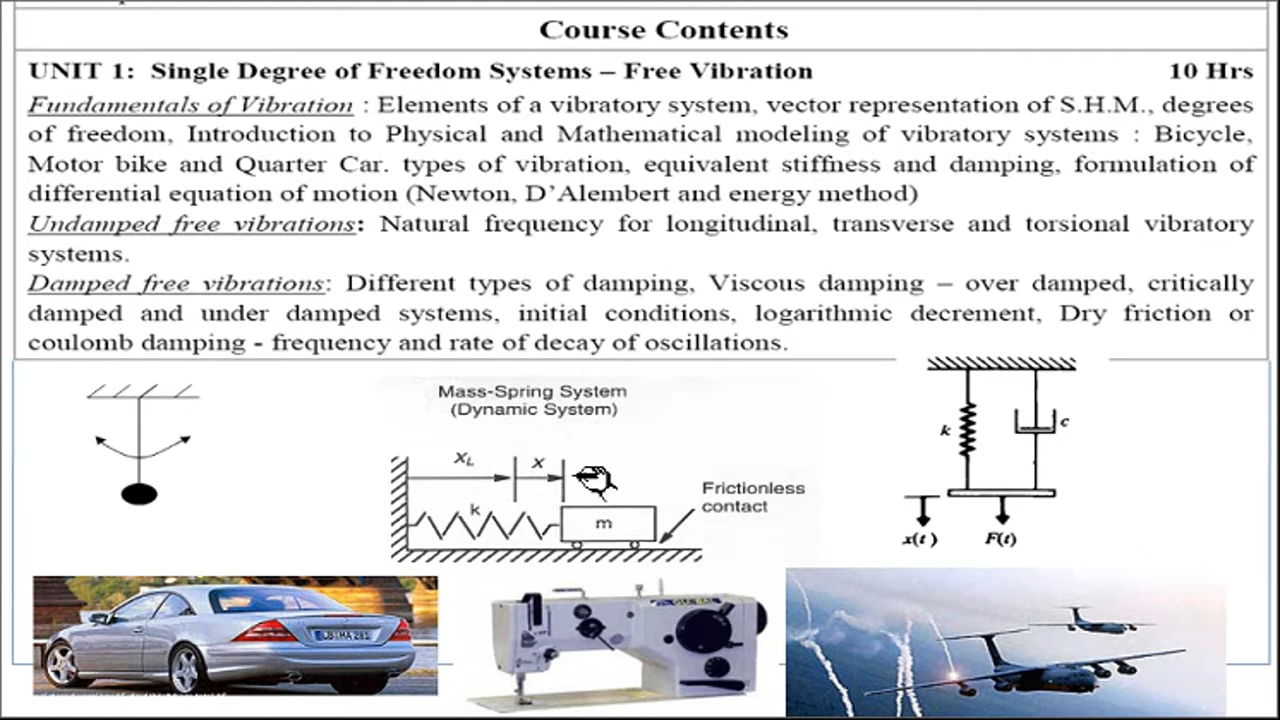 Course Contents
UNIT 1: Single Degree of Freedom Systems – Free Vibration 10 Hrs
Fundamentals of Vibration : Elements of a vibratory system, vector representation of S.H.M., degrees
of freedom, Introduction to Physical and Mathematical modeling of vibratory systems : Bicycle,
Motor bike and Quarter Car. types of vibration, equivalent stiffness and damping, formulation of
differential equation of motion (Newton, D'Alembert and energy method)
Undamped free vibrations: Natural frequency for longitudinal, transverse and torsional vibratory
systems.
Damped free vibrations: Different types of damping, Viscous damping – over damped, critically
damped and under damped systems, initial conditions, logarithmic decrement, Dry friction or
coulomb damping - frequency and rate of decay of oscillations.
Mass-Spring System
(Dynamic System)
XL
X
k
m
Frictionless
contact
k
c
x(t)
F(t)
GLOBAL